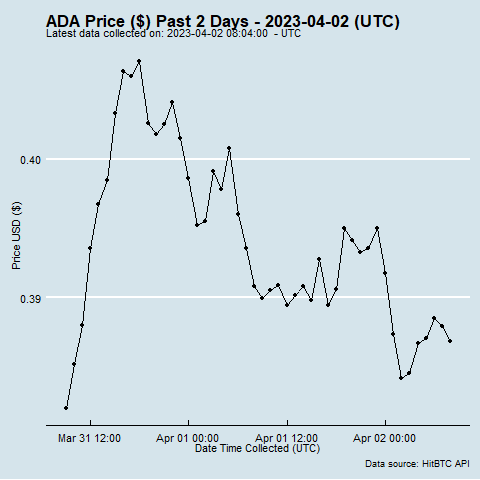 ADA Price ($) Past 2 Days - 2023-04-02 (UTC)
Latest data collected on: 2023-04-02 08:04:00  - UTC
0.40
Price USD ($)
0.39
Mar 31 12:00 Apr 01 00:00 Apr 01 12:00 Apr 02 00:00
Date Time Collected (UTC)
Data source: HitBTC API